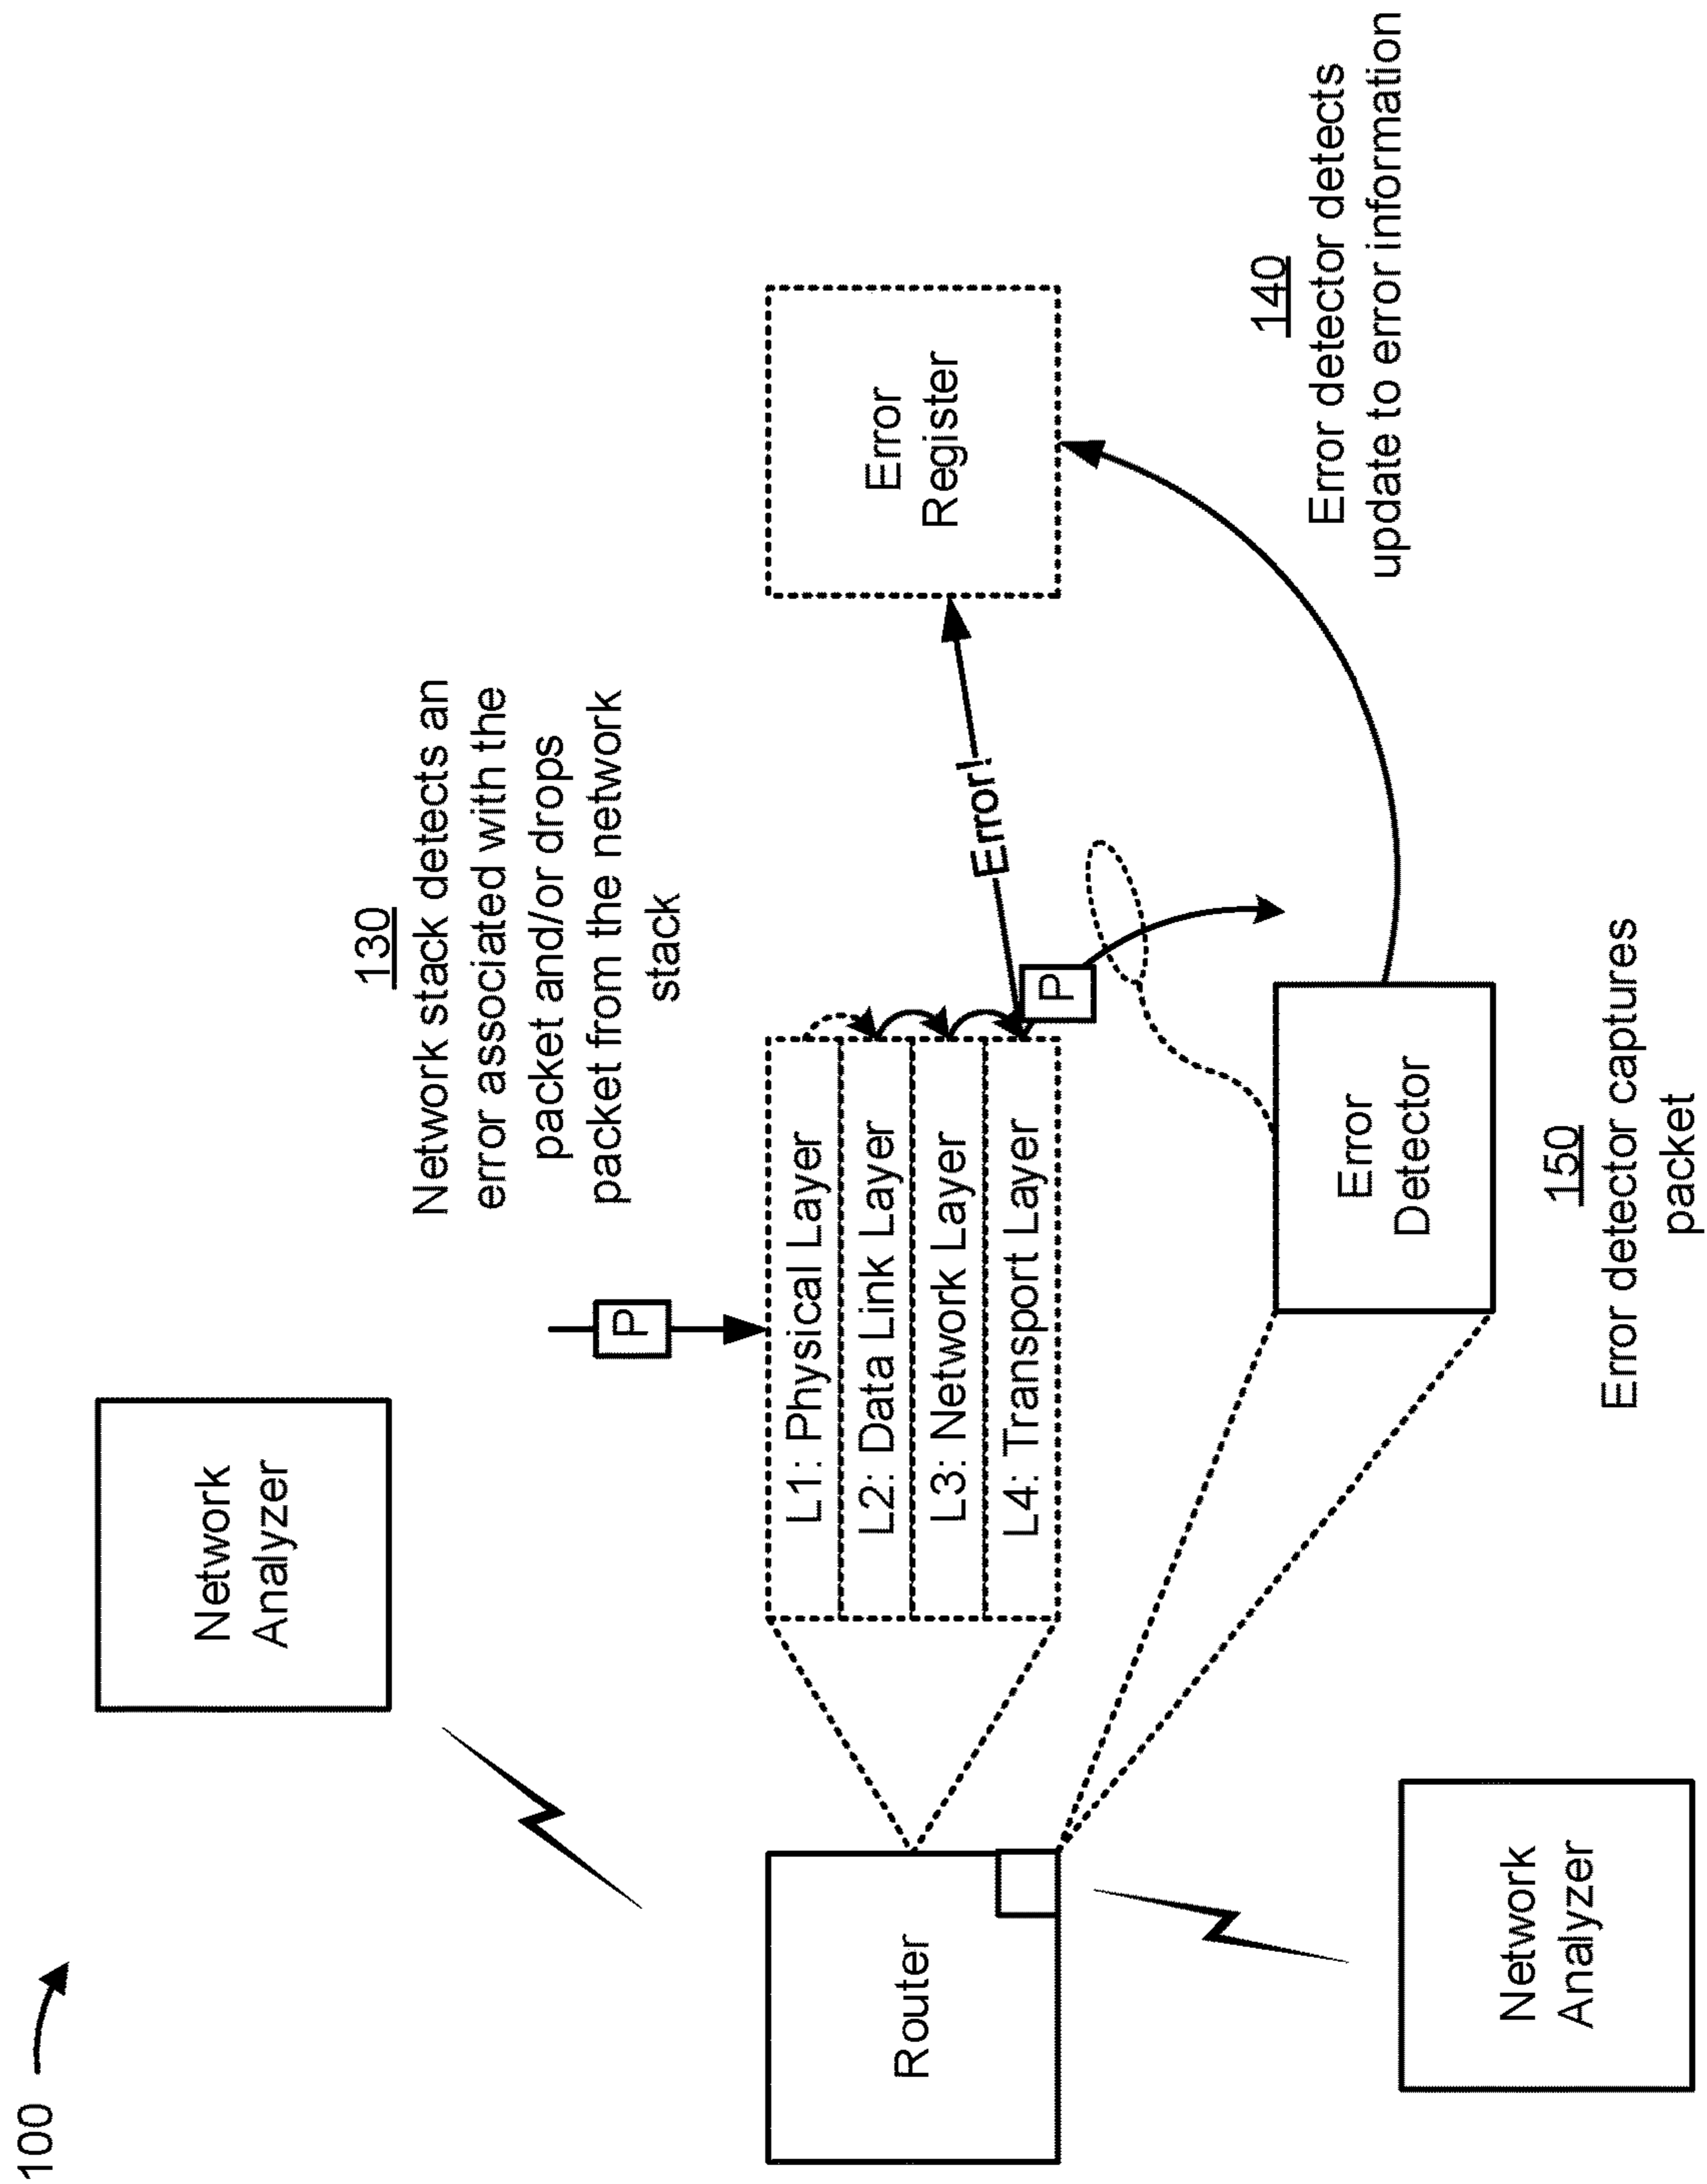 100
Network
Analyzer
130
Network stack detects an
error associated with the
packet and/or drops
packet from the network
stack
P
Router
L1: Physical Layer
L2: Data Link Layer
L3: Network Layer
L4: Transport Layer
P
Error!
Error
Register
140
Error detector detects
update to error information
Error
Detector
150
Error detector captures
packet
Network
Analyzer